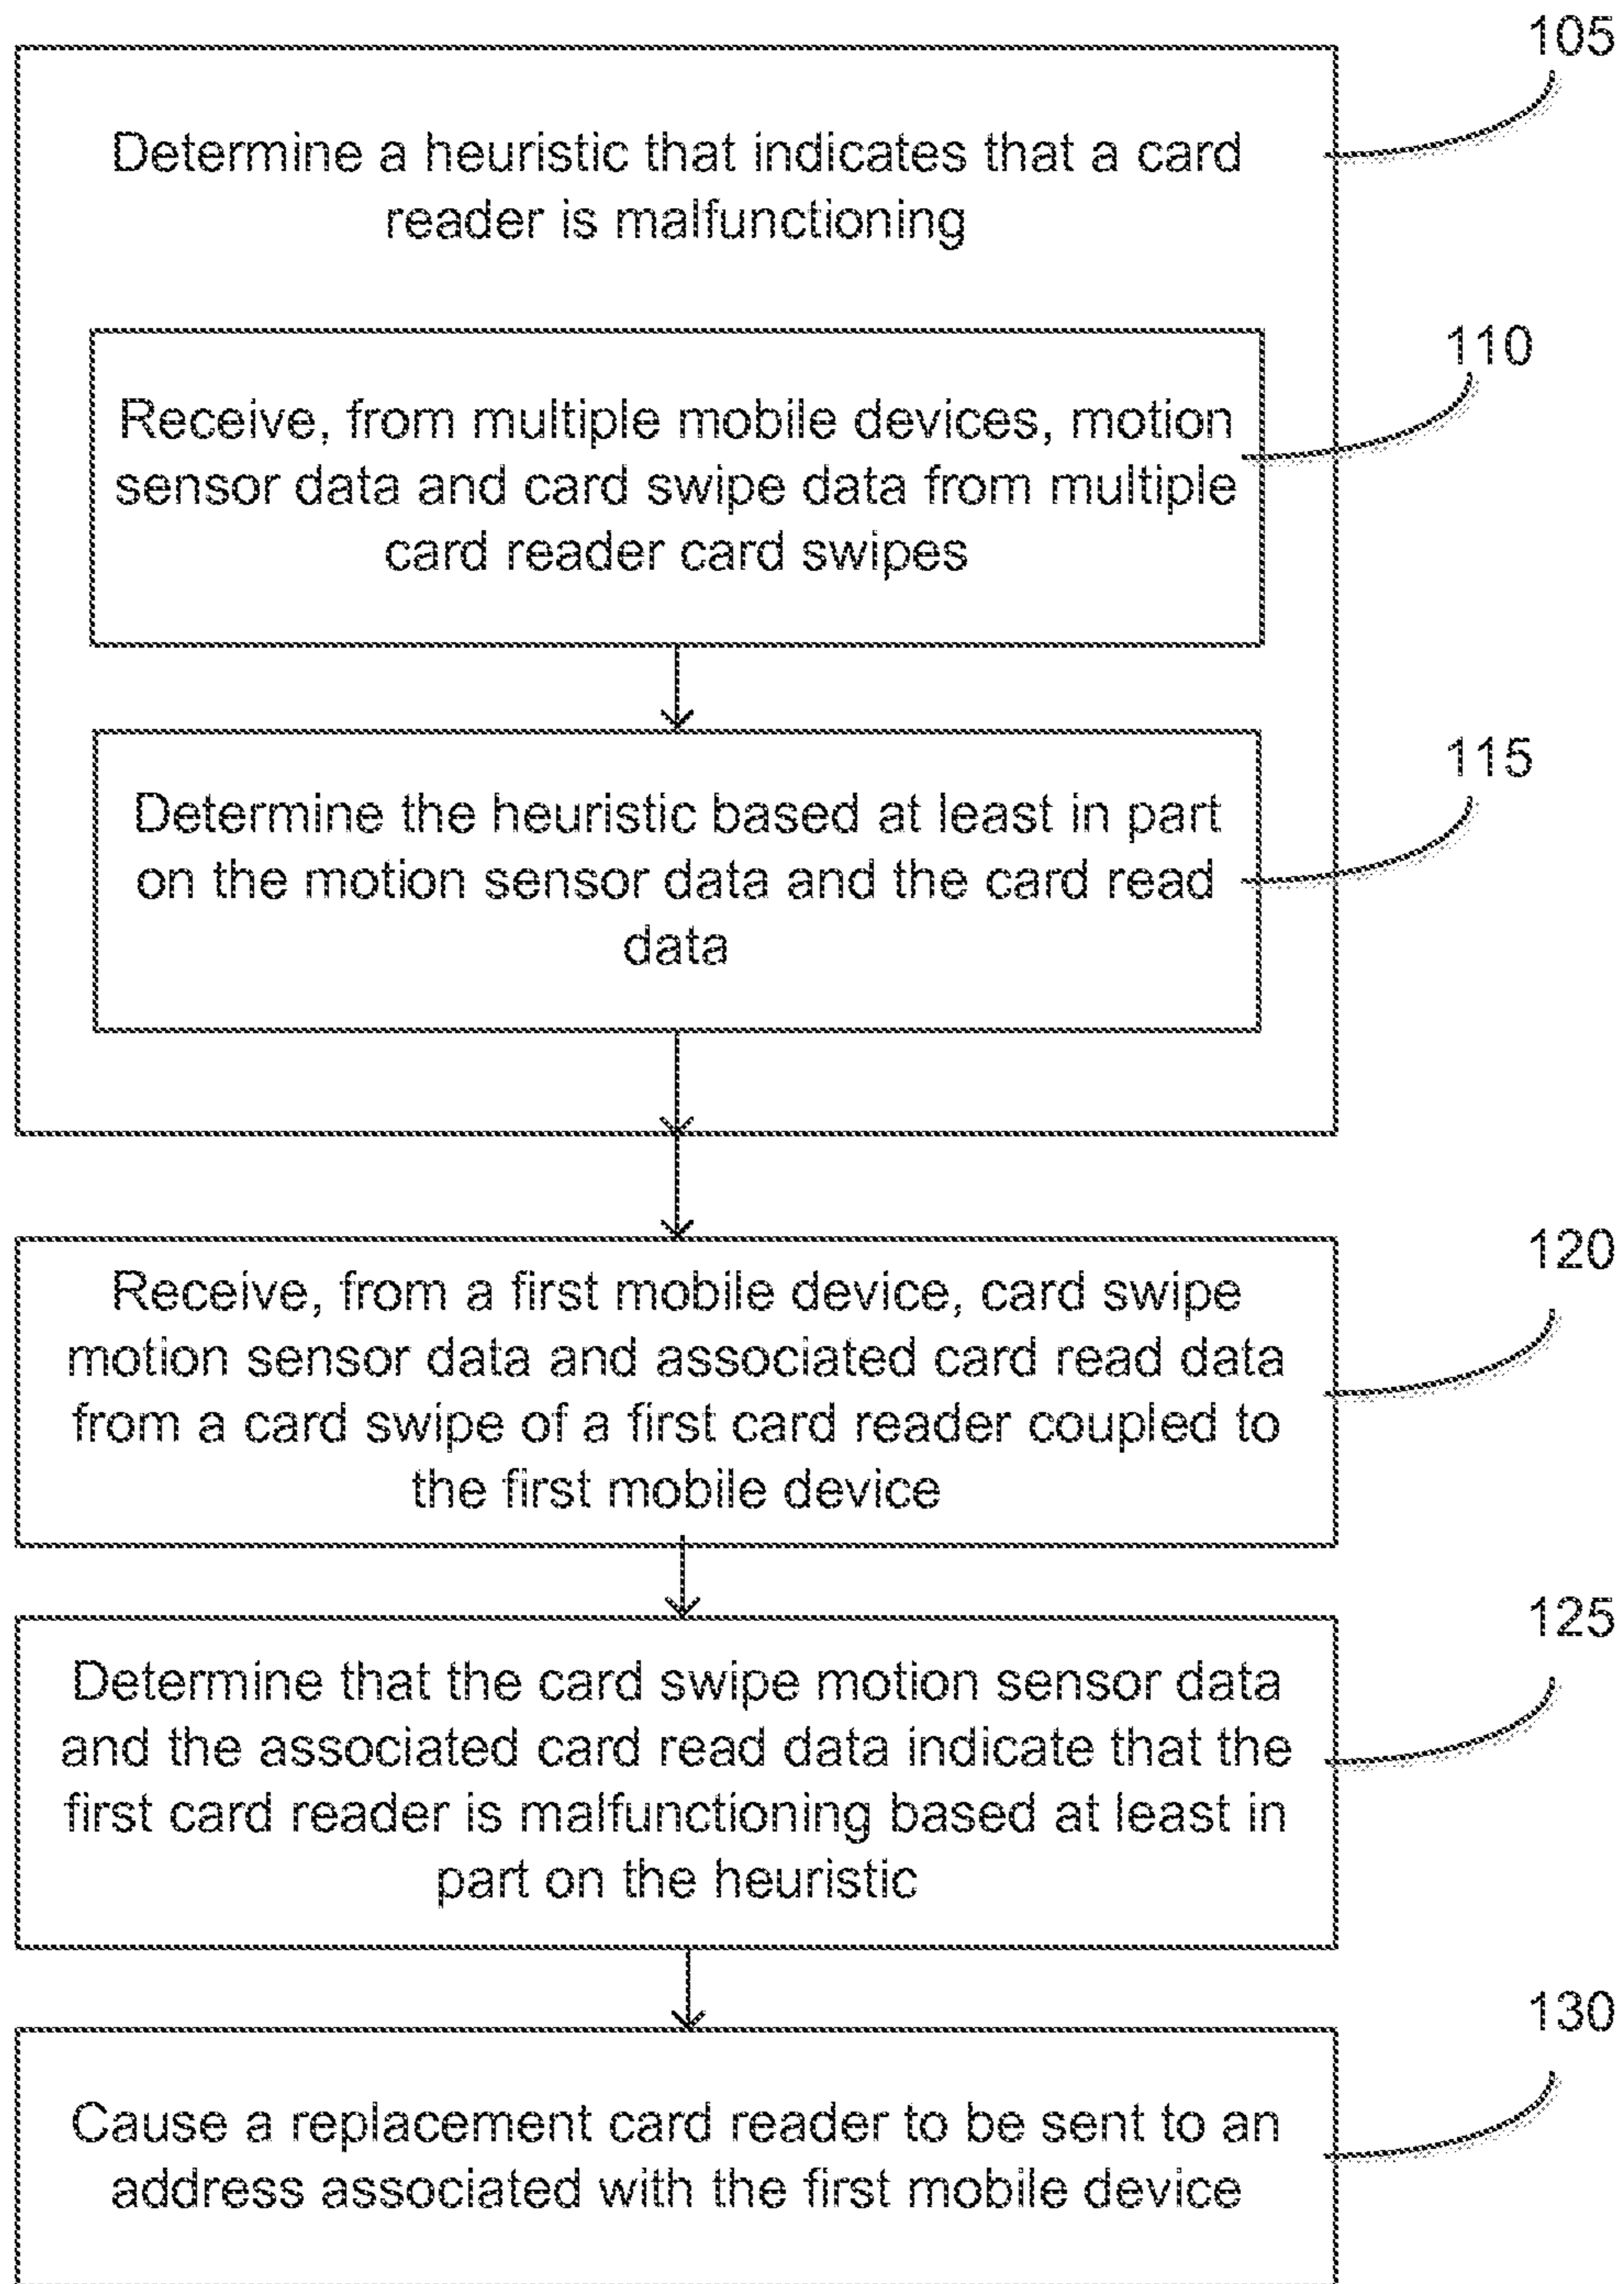 105
Determine a heuristic that indicates that a card
reader is malfunctioning
110
Receive, from multiple mobile devices, motion
sensor data and card swipe data from multiple
card reader card swipes
115
Determine the heuristic based at least in part
on the motion sensor data and the card read
data
120
Receive, from a first mobile device, card swipe
motion sensor data and associated card read data
from a card swipe of a first card reader coupled to
the first mobile device
125
Determine that the card swipe motion sensor data
and the associated card read data indicate that the
first card reader is malfunctioning based at least in
part on the heuristic
130
Cause a replacement card reader to be sent to an
address associated with the first mobile device